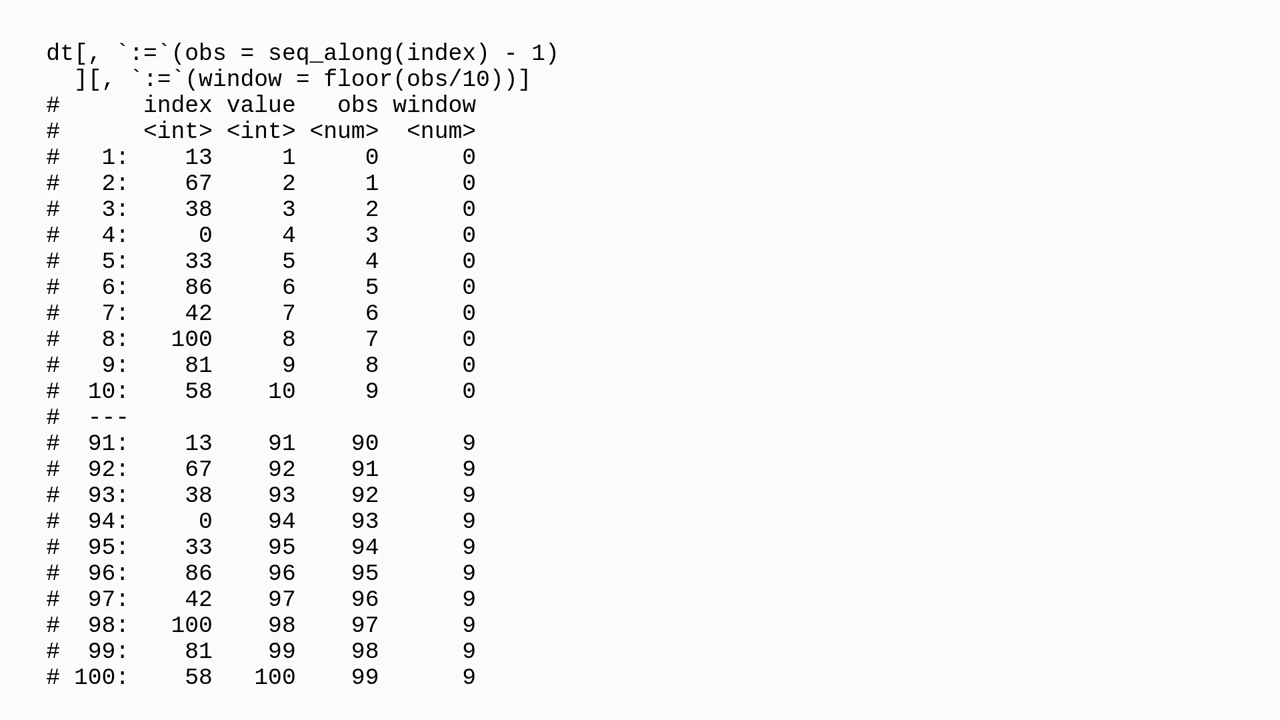 dt[, `:=`(obs = seq_along(index) - 1)
  ][, `:=`(window = floor(obs/10))]
#      index value   obs window
#      <int> <int> <num>  <num>
#   1:    13     1     0      0
#   2:    67     2     1      0
#   3:    38     3     2      0
#   4:     0     4     3      0
#   5:    33     5     4      0
#   6:    86     6     5      0
#   7:    42     7     6      0
#   8:   100     8     7      0
#   9:    81     9     8      0
#  10:    58    10     9      0
#  ---
#  91:    13    91    90      9
#  92:    67    92    91      9
#  93:    38    93    92      9
#  94:     0    94    93      9
#  95:    33    95    94      9
#  96:    86    96    95      9
#  97:    42    97    96      9
#  98:   100    98    97      9
#  99:    81    99    98      9
# 100:    58   100    99      9